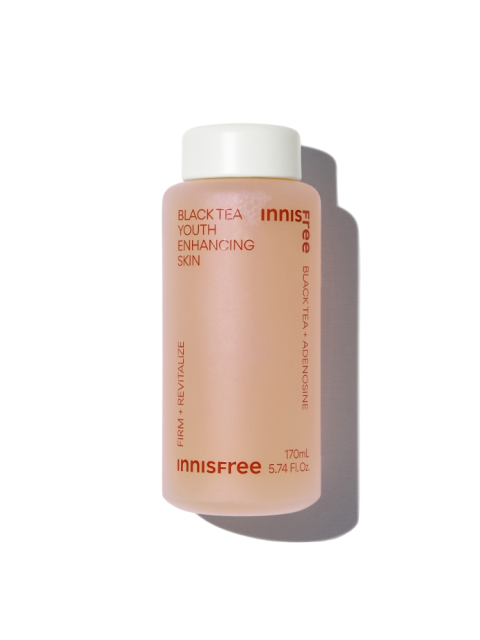 BLACK TEA
YOUTH
ENHANCING
SKIN
INNISFree
BLACK TEA + ADENOSINE
FIRM + REVITALIZE
INNISFree
170mL
5.74 Fl. Oz.